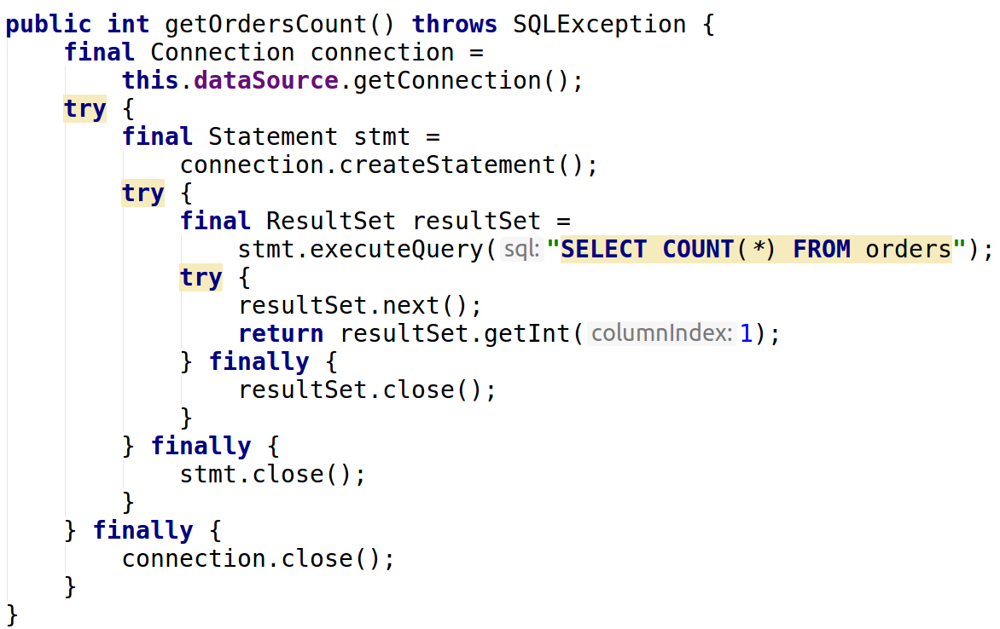 public int getOrdersCount() throws SQLException {
    final Connection connection =
        this.dataSource.getConnection();
    try {
        final Statement stmt =
            connection.createStatement();
        try {
            final ResultSet resultSet =
                stmt.executeQuery( sql: "SELECT COUNT(*) FROM orders");
            try {
                resultSet.next();
                return resultSet.getInt( columnIndex: 1);
            } finally {
                resultSet.close();
            }
        } finally {
            stmt.close();
        }
    } finally {
        connection.close();
    }
}